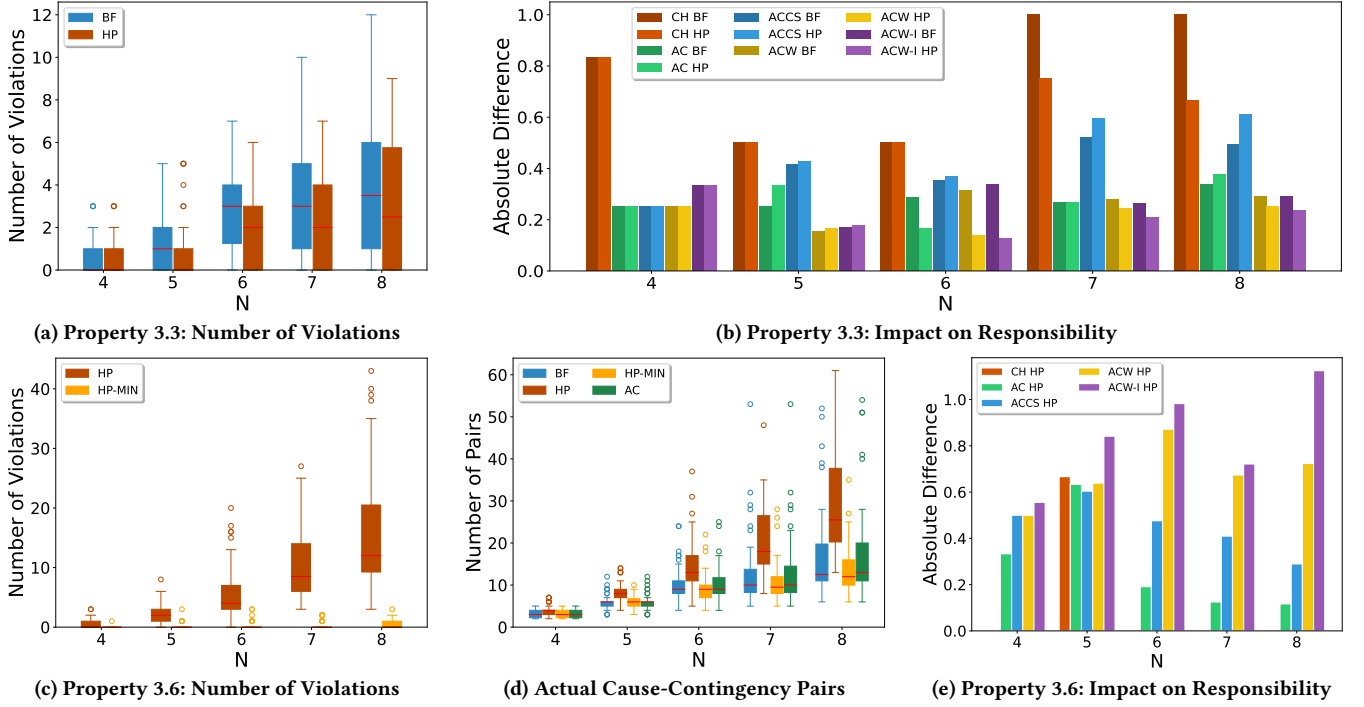 Number of Violations
12
10
8
6
4
2
0
BF
HP
4 5 6 7 8
N
(a) Property 3.3: Number of Violations
Absolute Difference
1.0
0.8
0.6
0.4
0.2
0.0
CH BF
CH HP
AC BF
AC HP
ACCS BF
ACCS HP
ACW BF
ACW HP
ACW-I BF
ACW-I HP
4 5 6 7 8
N
(b) Property 3.3: Impact on Responsibility
Number of Violations
40
30
20
10
0
HP
HP-MIN
4 5 6 7 8
N
(c) Property 3.6: Number of Violations
Number of Pairs
60
50
40
30
20
10
0
BF
HP
HP-MIN
AC
4 5 6 7 8
N
(d) Actual Cause-Contingency Pairs
Absolute Difference
1.0
0.8
0.6
0.4
0.2
0.0
CH HP
AC HP
ACCS HP
ACW HP
ACW-I HP
4 5 6 7 8
N
(e) Property 3.6: Impact on Responsibility